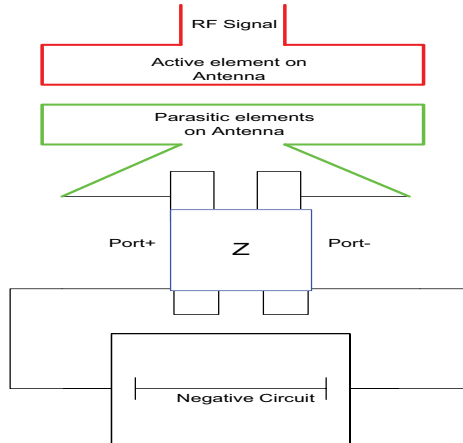 RF Signal
Active element on
Antenna
Parasitic elements
on Antenna
Port+
Z
Port-
Negative Circuit